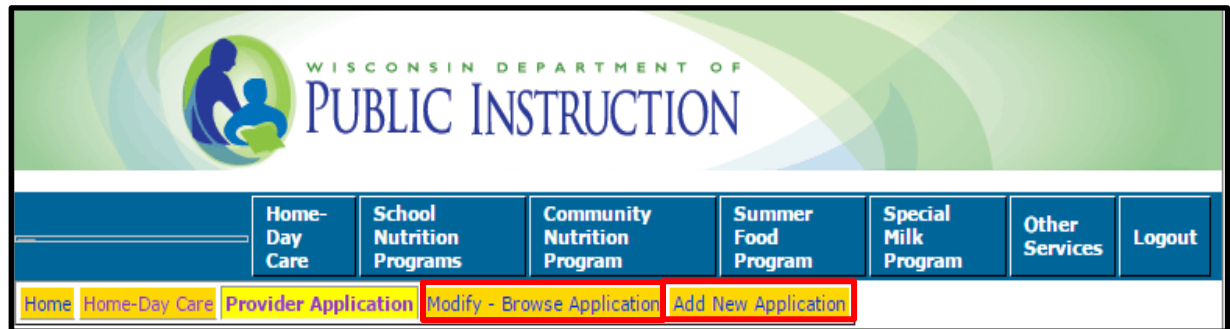 WISCONSIN DEPARTMENT OF
PUBLIC INSTRUCTION
Home-Day Care
School Nutrition Programs
Community Nutrition Program
Summer Food Program
Special Milk Program
Other Services
Logout
Home Home-Day Care Provider Application Modify - Browse Application Add New Application